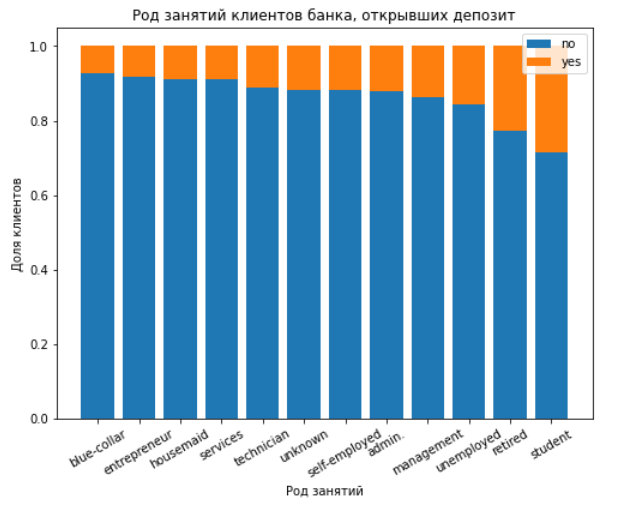 Род занятий клиентов банка, открывших депозит
no
yes
1.0
0.8
0.6
0.4
0.2
0.0
Доля клиентов
blue-collar
entrepreneur
housemaid
services
technician
unknown
self-employed
admin.
management
unemployed
retired
student
Род занятий